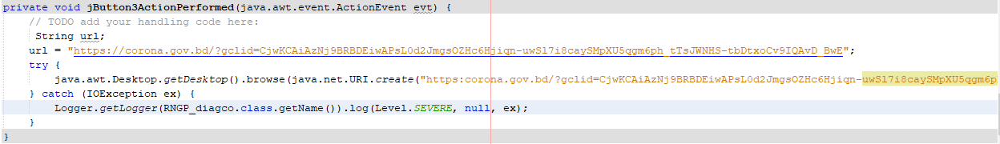 private void jButton3ActionPerformed(java.awt.event.ActionEvent evt) {
// TODO add your handling code here:
String url;
url = "https://corona.gov.bd/?gclid=CjwKCAiAzNj9BRBDEiwAPsL0d2JmgsOZHc6Hjiqn-uwSl7i8caySMpXU5qgm6ph_tTsJWNHS-tbDtxoCv9IQAvD_BwE";
try {
java.awt.Desktop.getDesktop().browse(java.net.URI.create("https:corona.gov.bd/?gclid=CjwKCAiAzNj9BRBDEiwAPsL0d2JmgsOZHc6Hjiqn-uwSl7i8caySMpXU5qgm6p
} catch (IOException ex) {
Logger.getLogger(RNGP_diagco.class.getName()).log(Level.SEVERE, null, ex);
}
}